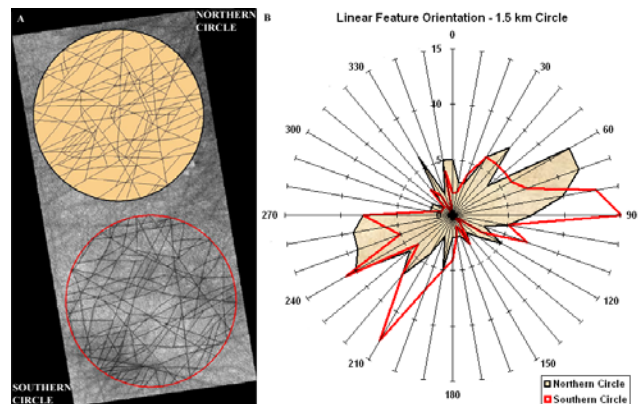 A
NORTHERN
CIRCLE
SOUTHERN
CIRCLE
B
Linear Feature Orientation - 1.5 km Circle
0
15
330
30
10
300
60
5
270
0
90
240
120
210
150
180
Northern Circle
Southern Circle